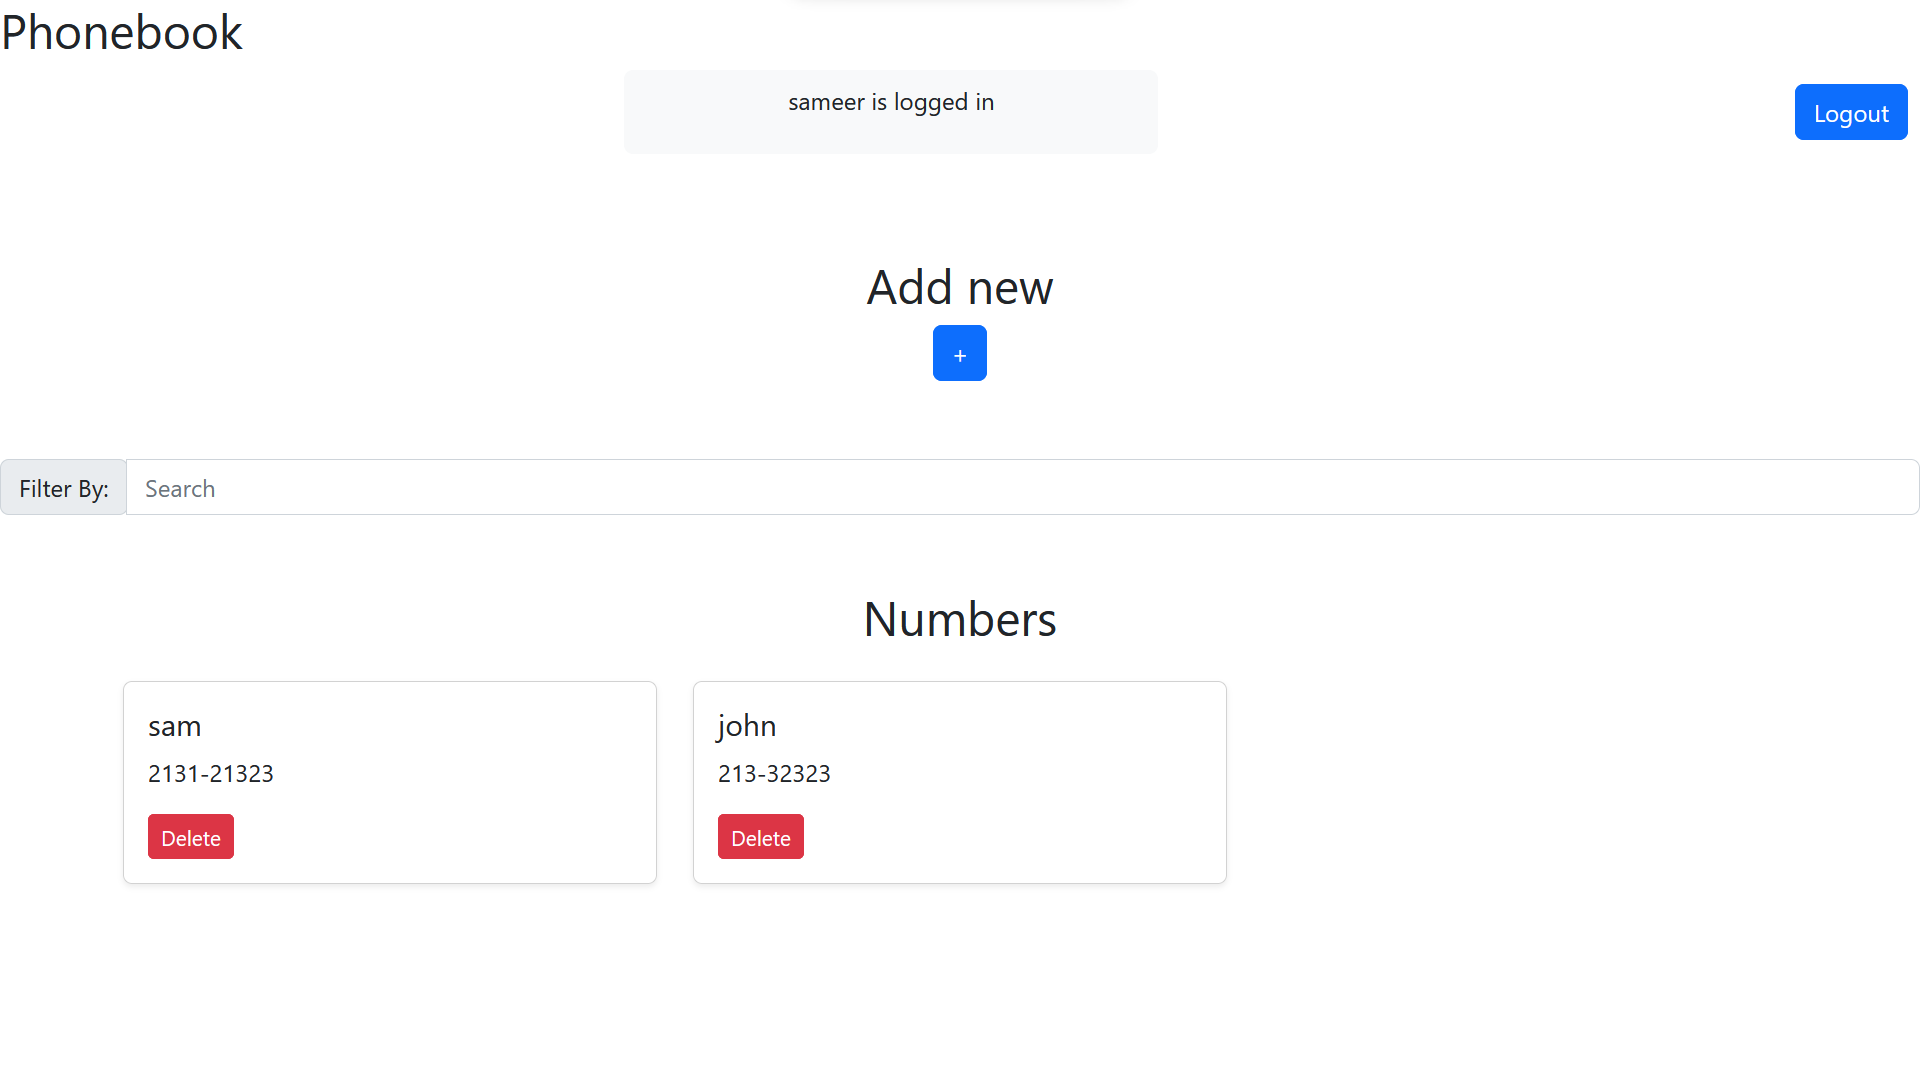 Phonebook
sameer is logged in
Logout
Add new
+
Filter By:
Search
Numbers
sam
2131-21323
Delete
john
213-32323
Delete